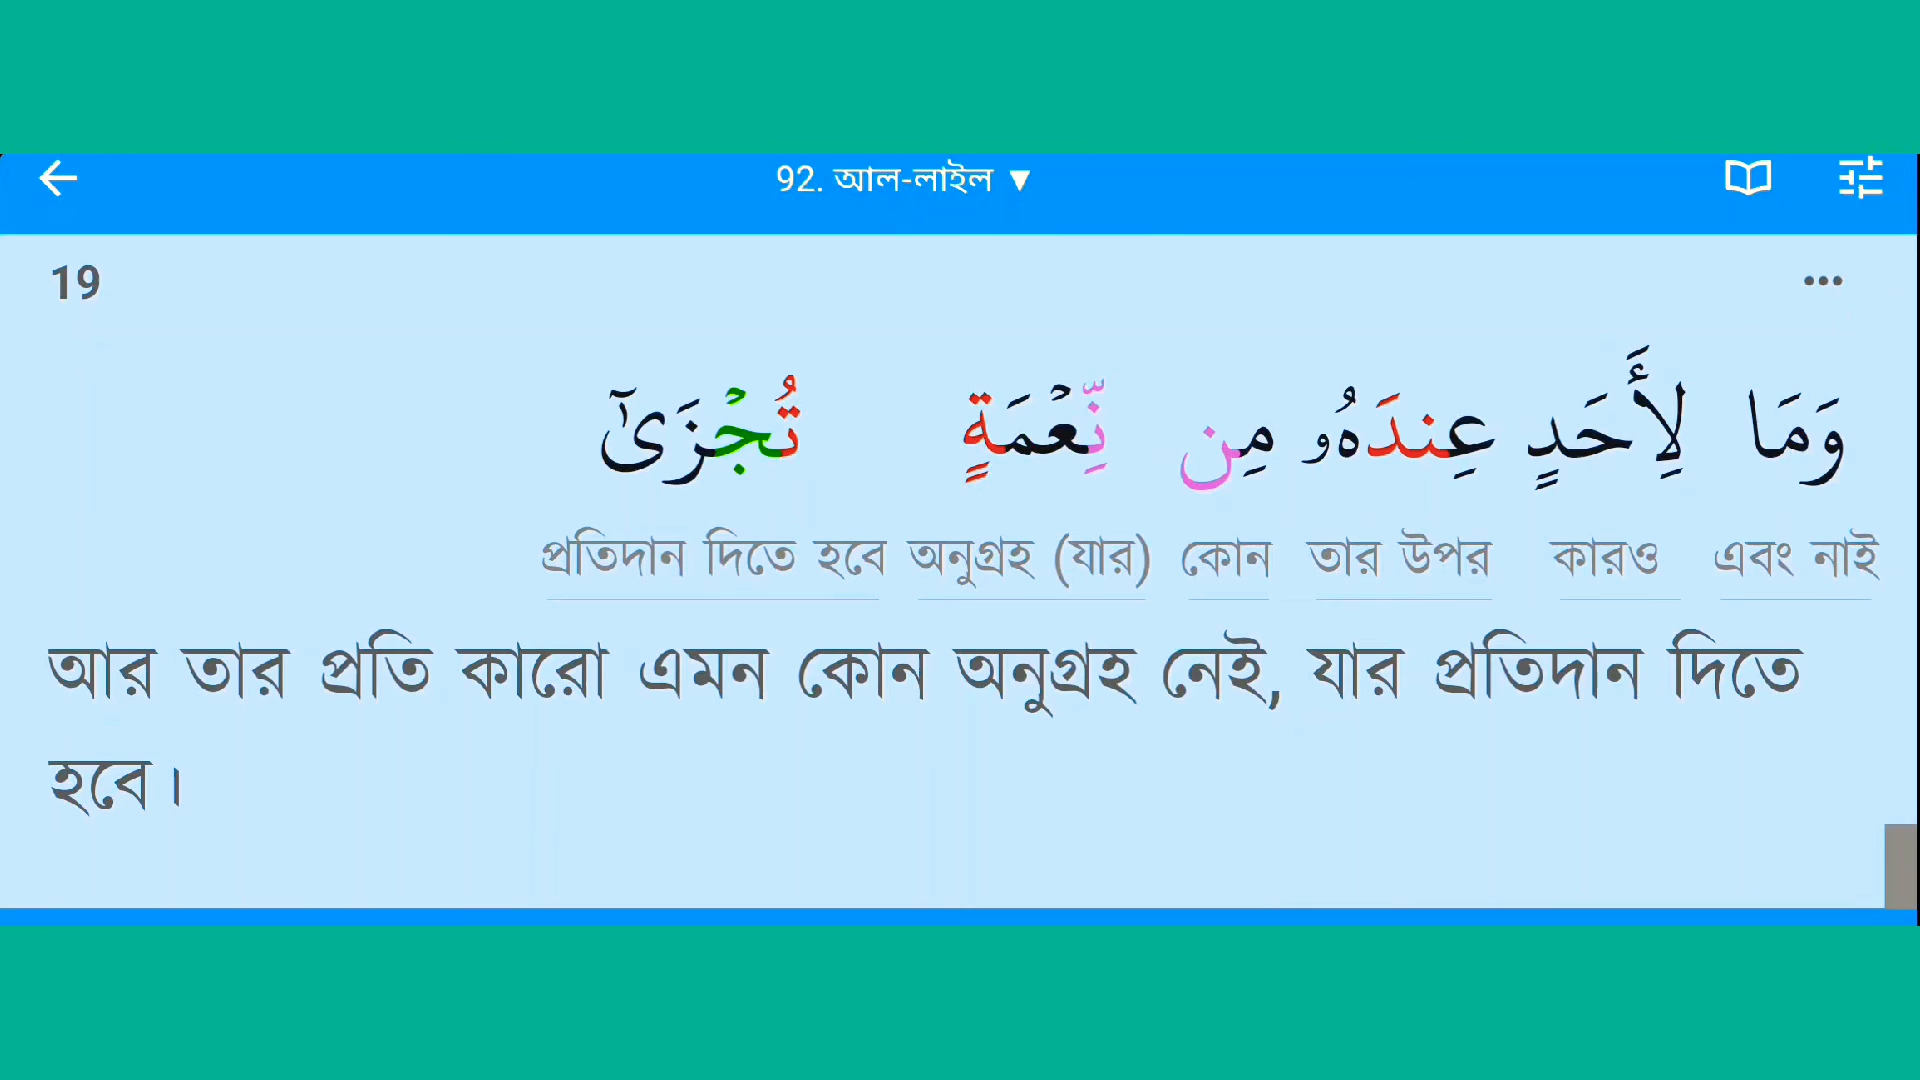 92. আল-লাইল ▼
19
وَمَا لِأَحَدٍ عِندَهُۥ مِن نِّعْمَةٍ تُجْزَىٰٓ
প্রতিদান দিতে হবে অনুগ্রহ (যার) কোন তার উপর কারও এবং নাই
আর তার প্রতি কারো এমন কোন অনুগ্রহ নেই, যার প্রতিদান দিতে
হবে।